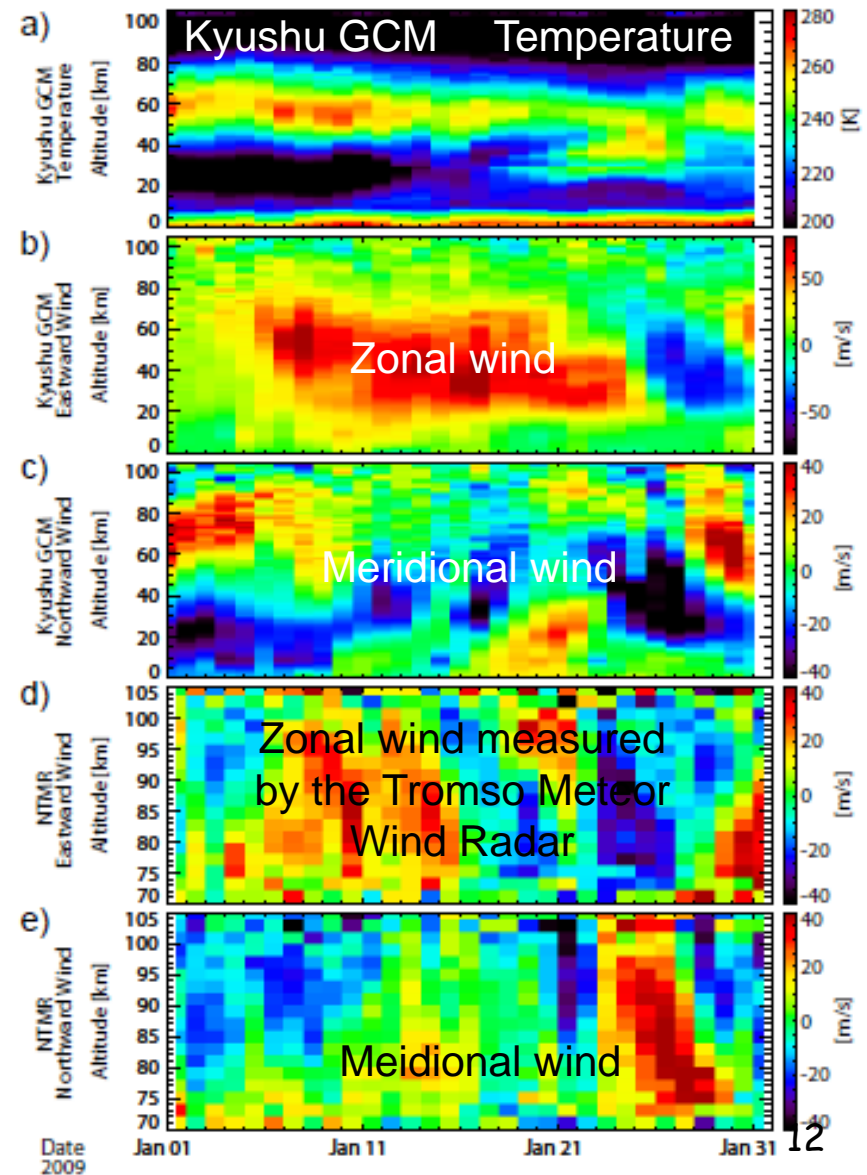 a)
Kyushu GCM Temperature
Kyushu GCM
Temperature
Altitude [km]
100
80
60
40
20
0
280
260
240
220
200
[K]
b)
Zonal wind
Kyushu GCM
Eastward Wind
Altitude [km]
100
80
60
40
20
0
50
0
-50
[m/s]
c)
Meridional wind
Kyushu GCM
Northward Wind
Altitude [km]
100
80
60
40
20
0
40
20
0
-20
-40
[m/s]
d)
Zonal wind measured
by the Tromso Meteor
Wind Radar
NTMR
Eastward Wind
Altitude [km]
105
100
95
90
85
80
75
70
40
20
0
-20
-40
[m/s]
e)
Meidional wind
NTMR
Northward Wind
Altitude [km]
105
100
95
90
85
80
75
70
40
20
0
-20
-40
[m/s]
Date
2009
Jan 01 Jan 11 Jan 21 Jan 31
12